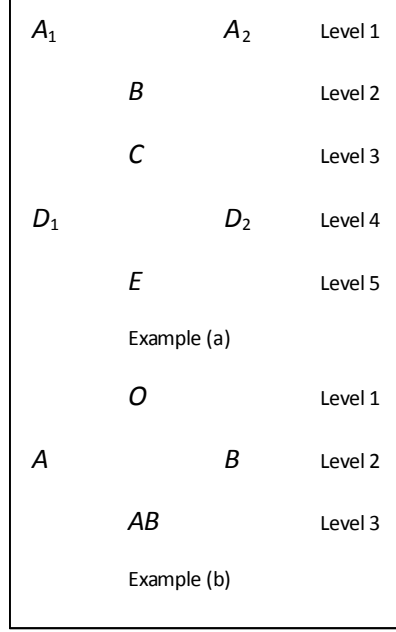 A₁ A₂ Level 1
B Level 2
C Level 3
D₁ D₂ Level 4
E Level 5
Example (a)
O Level 1
A B Level 2
AB Level 3
Example (b)